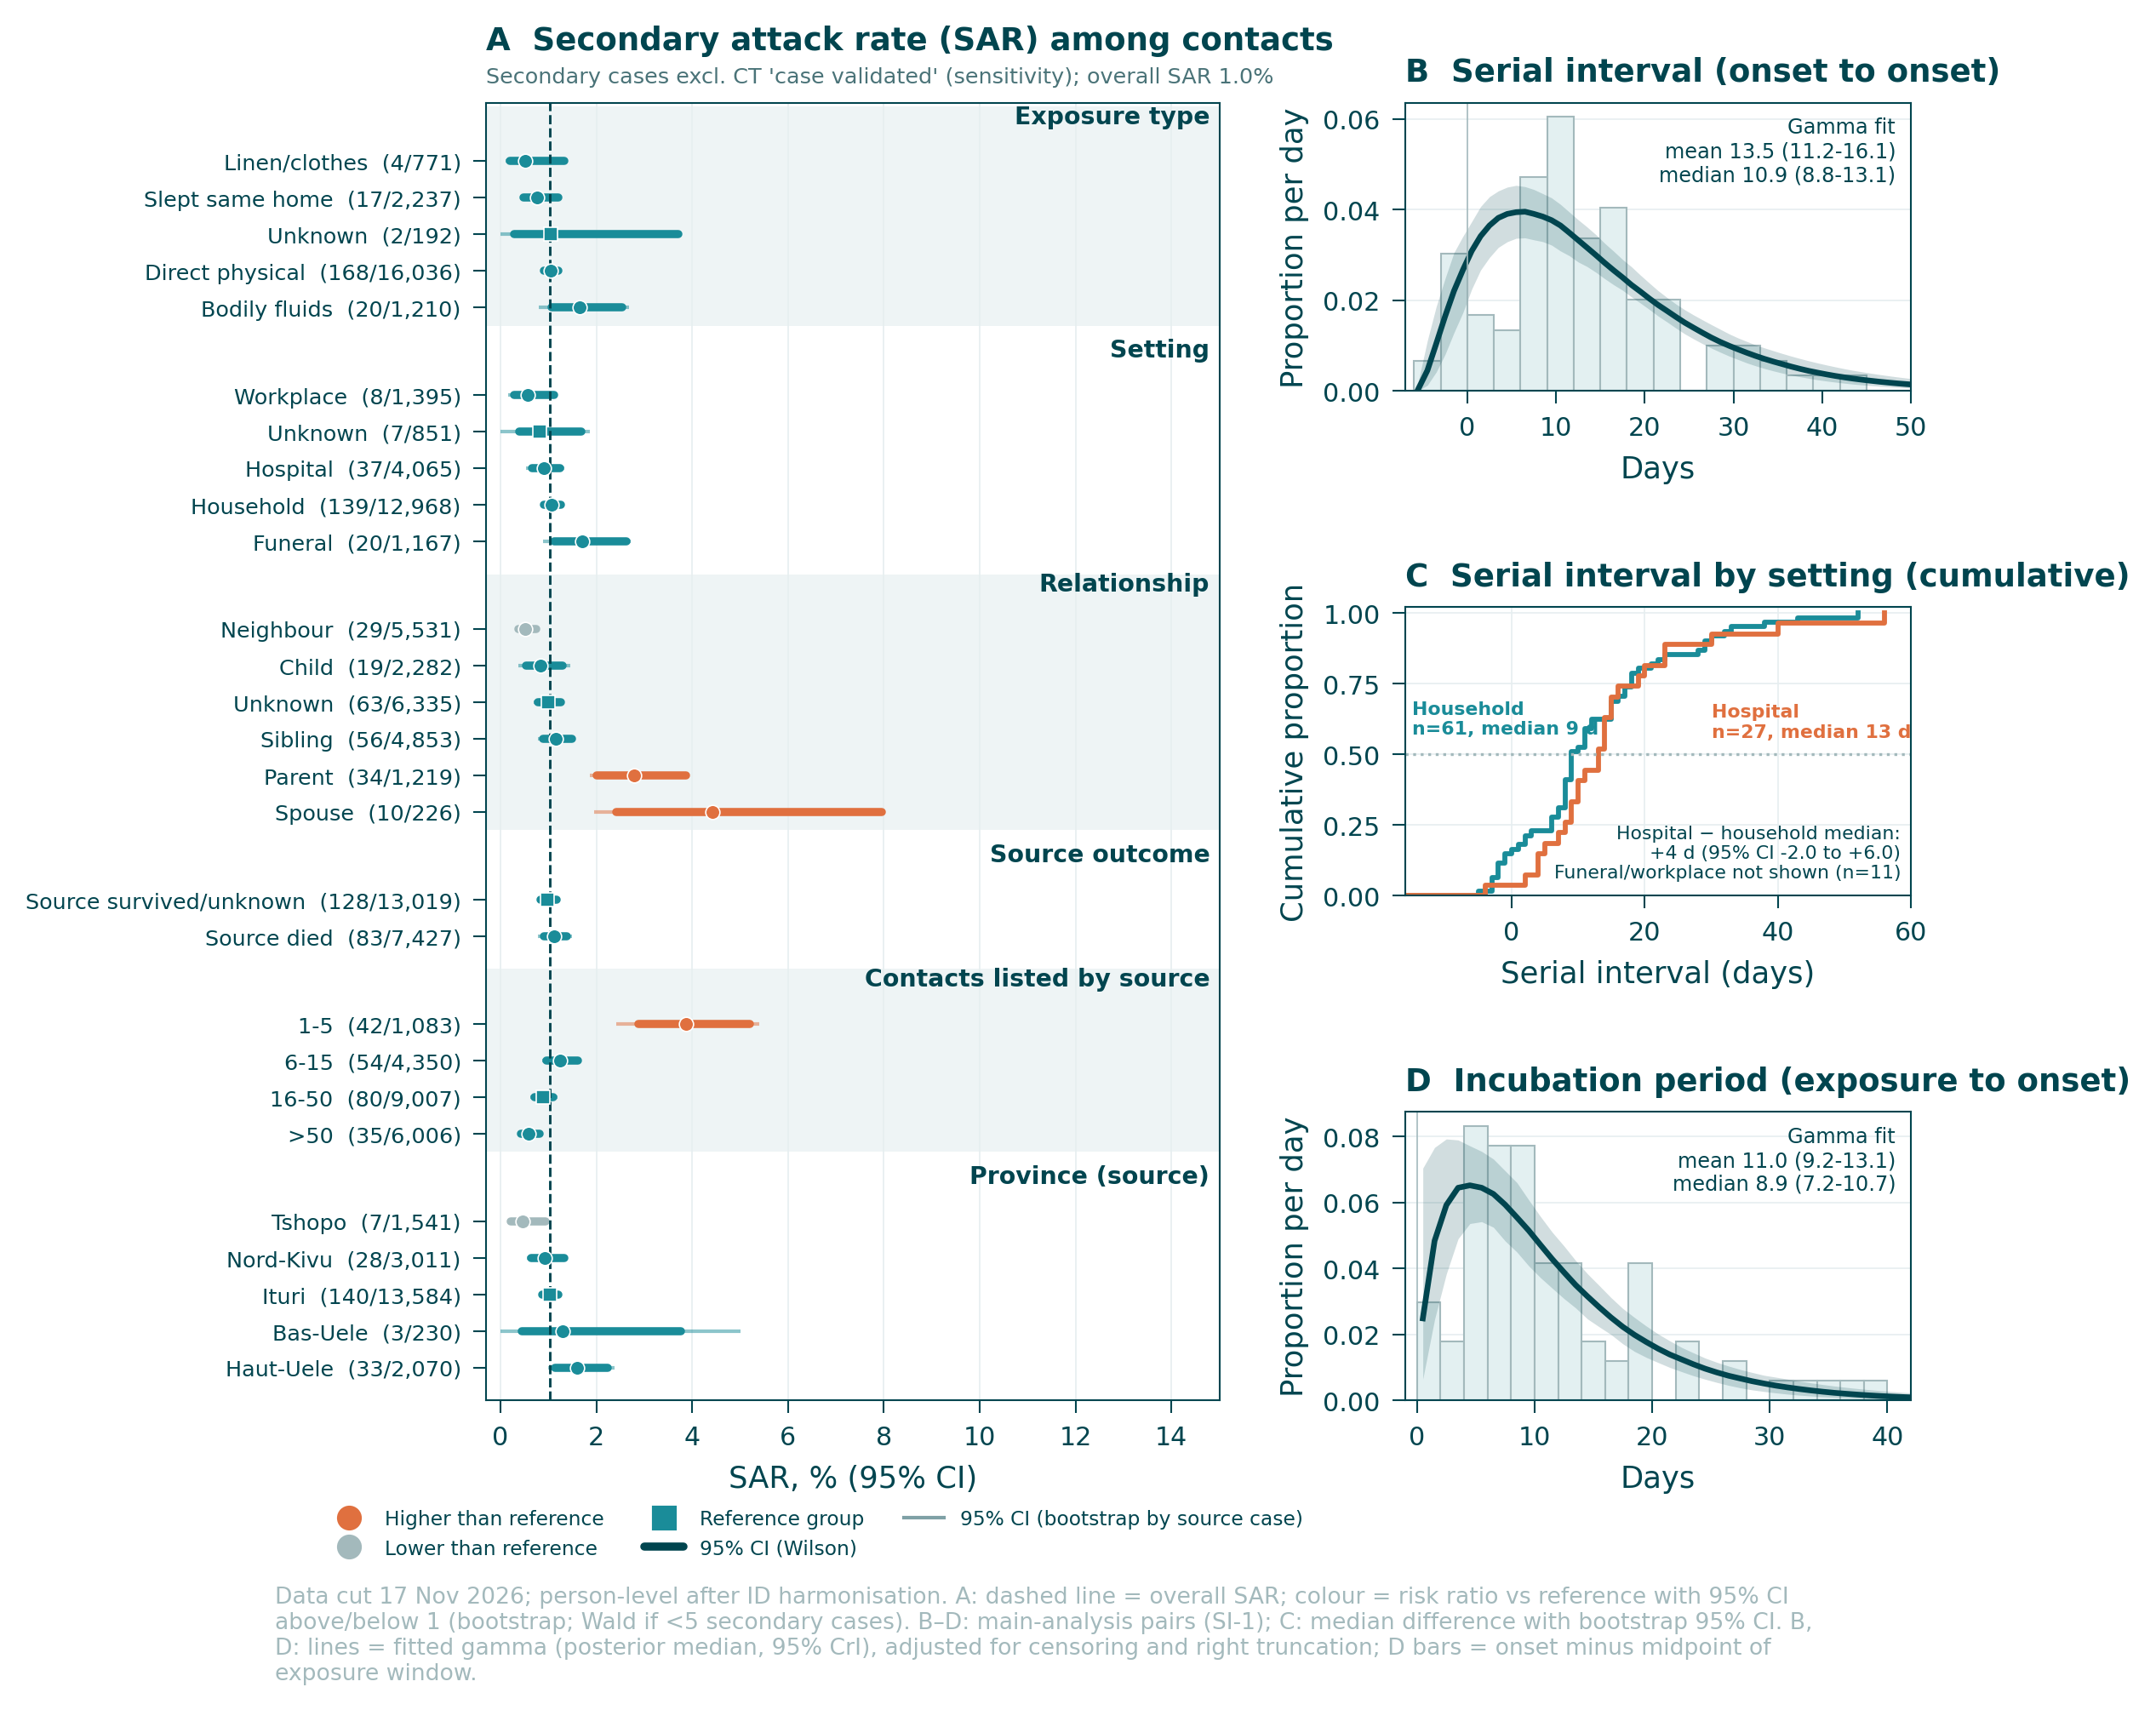 A  Secondary attack rate (SAR) among contacts
Secondary cases excl. CT 'case validated' (sensitivity); overall SAR 1.0%
Exposure type
Linen/clothes  (4/771)
Slept same home  (17/2,237)
Unknown  (2/192)
Direct physical  (168/16,036)
Bodily fluids  (20/1,210)
Setting
Workplace  (8/1,395)
Unknown  (7/851)
Hospital  (37/4,065)
Household  (139/12,968)
Funeral  (20/1,167)
Relationship
Neighbour  (29/5,531)
Child  (19/2,282)
Unknown  (63/6,335)
Sibling  (56/4,853)
Parent  (34/1,219)
Spouse  (10/226)
Source outcome
Source survived/unknown  (128/13,019)
Source died  (83/7,427)
Contacts listed by source
1-5  (42/1,083)
6-15  (54/4,350)
16-50  (80/9,007)
>50  (35/6,006)
Province (source)
Tshopo  (7/1,541)
Nord-Kivu  (28/3,011)
Ituri  (140/13,584)
Bas-Uele  (3/230)
Haut-Uele  (33/2,070)
0 2 4 6 8 10 12 14
SAR, % (95% CI)
Higher than reference
Lower than reference
Reference group
95% CI (Wilson)
95% CI (bootstrap by source case)
B  Serial interval (onset to onset)
Proportion per day
0.06
0.04
0.02
0.00
Gamma fit
mean 13.5 (11.2-16.1)
median 10.9 (8.8-13.1)
0 10 20 30 40 50
Days
C  Serial interval by setting (cumulative)
Cumulative proportion
1.00
0.75
0.50
0.25
0.00
Household
n=61, median 9 d
Hospital
n=27, median 13 d
Hospital − household median:
+4 d (95% CI -2.0 to +6.0)
Funeral/workplace not shown (n=11)
0 20 40 60
Serial interval (days)
D  Incubation period (exposure to onset)
Proportion per day
0.08
0.06
0.04
0.02
0.00
Gamma fit
mean 11.0 (9.2-13.1)
median 8.9 (7.2-10.7)
0 10 20 30 40
Days
Data cut 17 Nov 2026; person-level after ID harmonisation. A: dashed line = overall SAR; colour = risk ratio vs reference with 95% CI
above/below 1 (bootstrap; Wald if <5 secondary cases). B–D: main-analysis pairs (SI-1); C: median difference with bootstrap 95% CI. B,
D: lines = fitted gamma (posterior median, 95% CrI), adjusted for censoring and right truncation; D bars = onset minus midpoint of
exposure window.